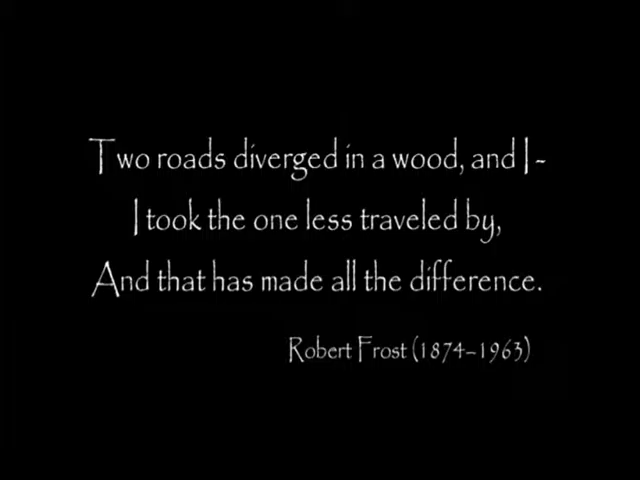 Two roads diverged in a wood, and I -
I took the one less traveled by,
And that has made all the difference.
Robert Frost (1874-1963)